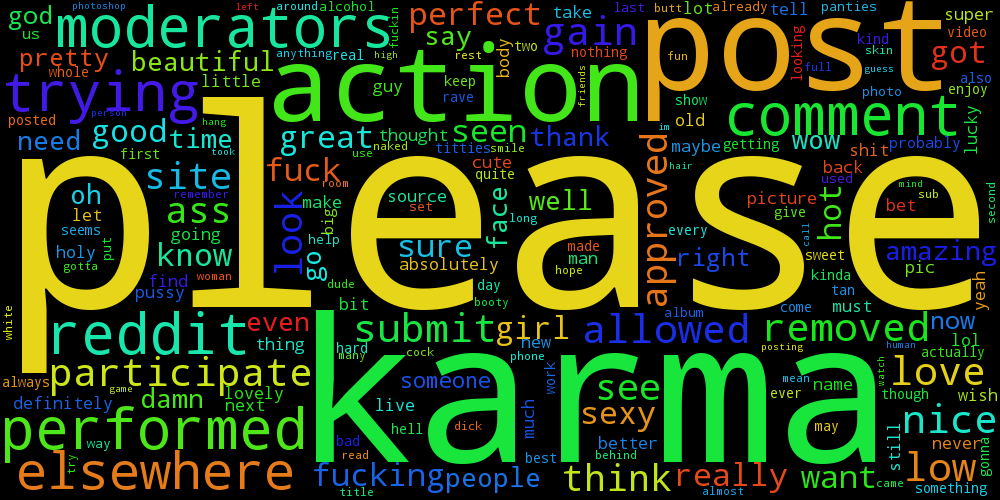 god us moderators fuckin left photoshop around alcohol perfect take last butt lot already tell panties super
pretty whole beautiful say body two gain real rest high anything nothing post fun looking kind full skin guess video got
trying little action guy keep rave friends show photo also enjoy
posted person hang good time great thought seen thank im old comment lucky
need first took please use naked titties smile maybe getting wow shit probably
oh site fuck cute quite room approved hair back used mind sub second
let remember ass make source set big face well every picture give bet hot
seems put going look help long right sweet amazing
holy know go sure absolutely made man hope call pic
gotta find woman dude day booty kinda tan yeah
white pussy bit album come must
reddit even submit girl new allowed removed now lol
thing hard many cock phone posting human actually
always participate game someone work mean watch love
definitely lovely next damn live much see ever name though wish
performed way bad hell dick sexy better karma may still nice never
try read best behind low gonna
elsewhere title fucking people think almost really want came something